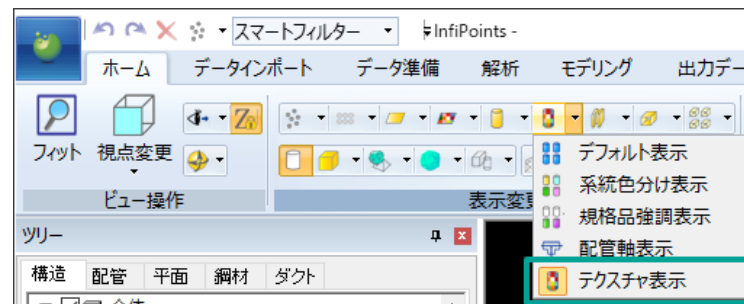 スマートフィルター InfiPoints -
ホーム データインポート データ準備 解析 モデリング 出力デー
フィット 視点変更
ビュー操作 表示変更
デフォルト表示
系統色分け表示
規格品強調表示
配管軸表示
テクスチャ表示
ツリー
構造 配管 平面 鋼材 ダクト